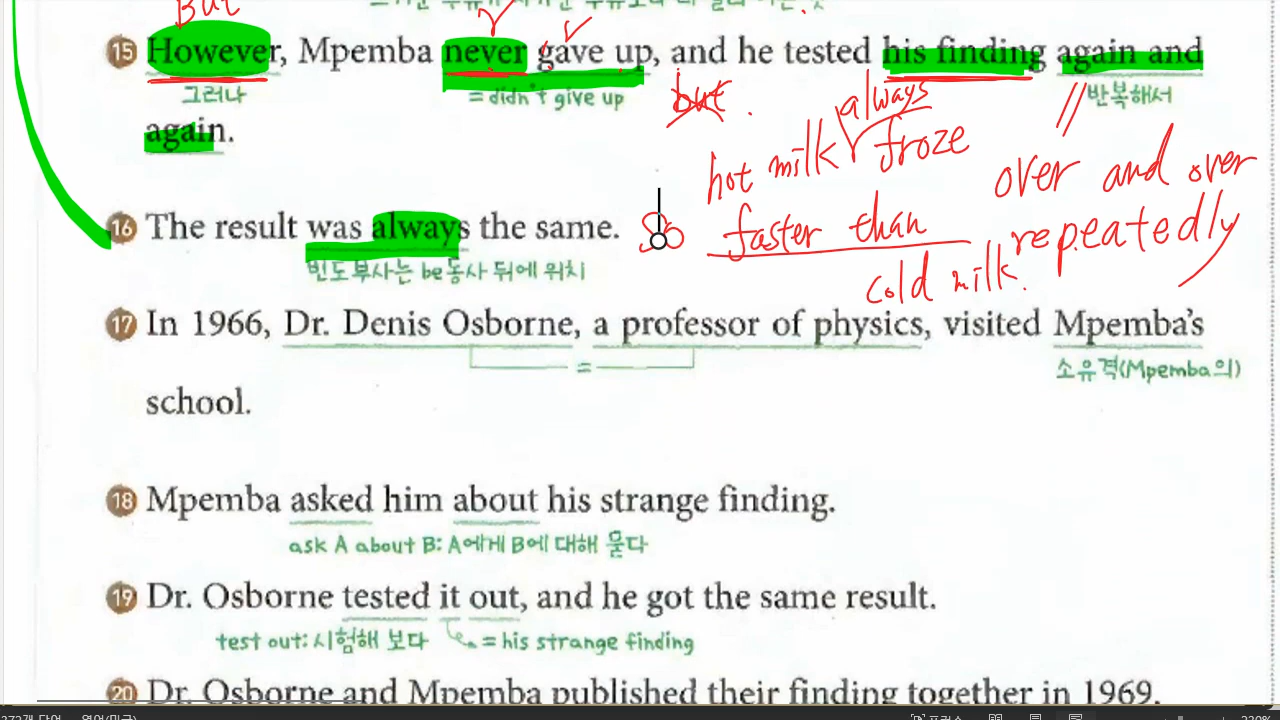 But
⑮ However, Mpemba never gave up, and he tested his finding again and
그러나
= didn't give up
but.
always
반복해서
again.
hot milk froze
over and over
⑯ The result was always the same.
So
faster than
repeatedly
빈도부사는 be동사 뒤에 위치
cold milk.
⑰ In 1966, Dr. Denis Osborne, a professor of physics, visited Mpemba's
=
소유격(Mpemba의)
school.
⑱ Mpemba asked him about his strange finding.
ask A about B: A에게 B에 대해 묻다
⑲ Dr. Osborne tested it out, and he got the same result.
test out: 시험해 보다
= his strange finding
⑳ Dr. Osborne and Mpemba published their finding together in 1969.